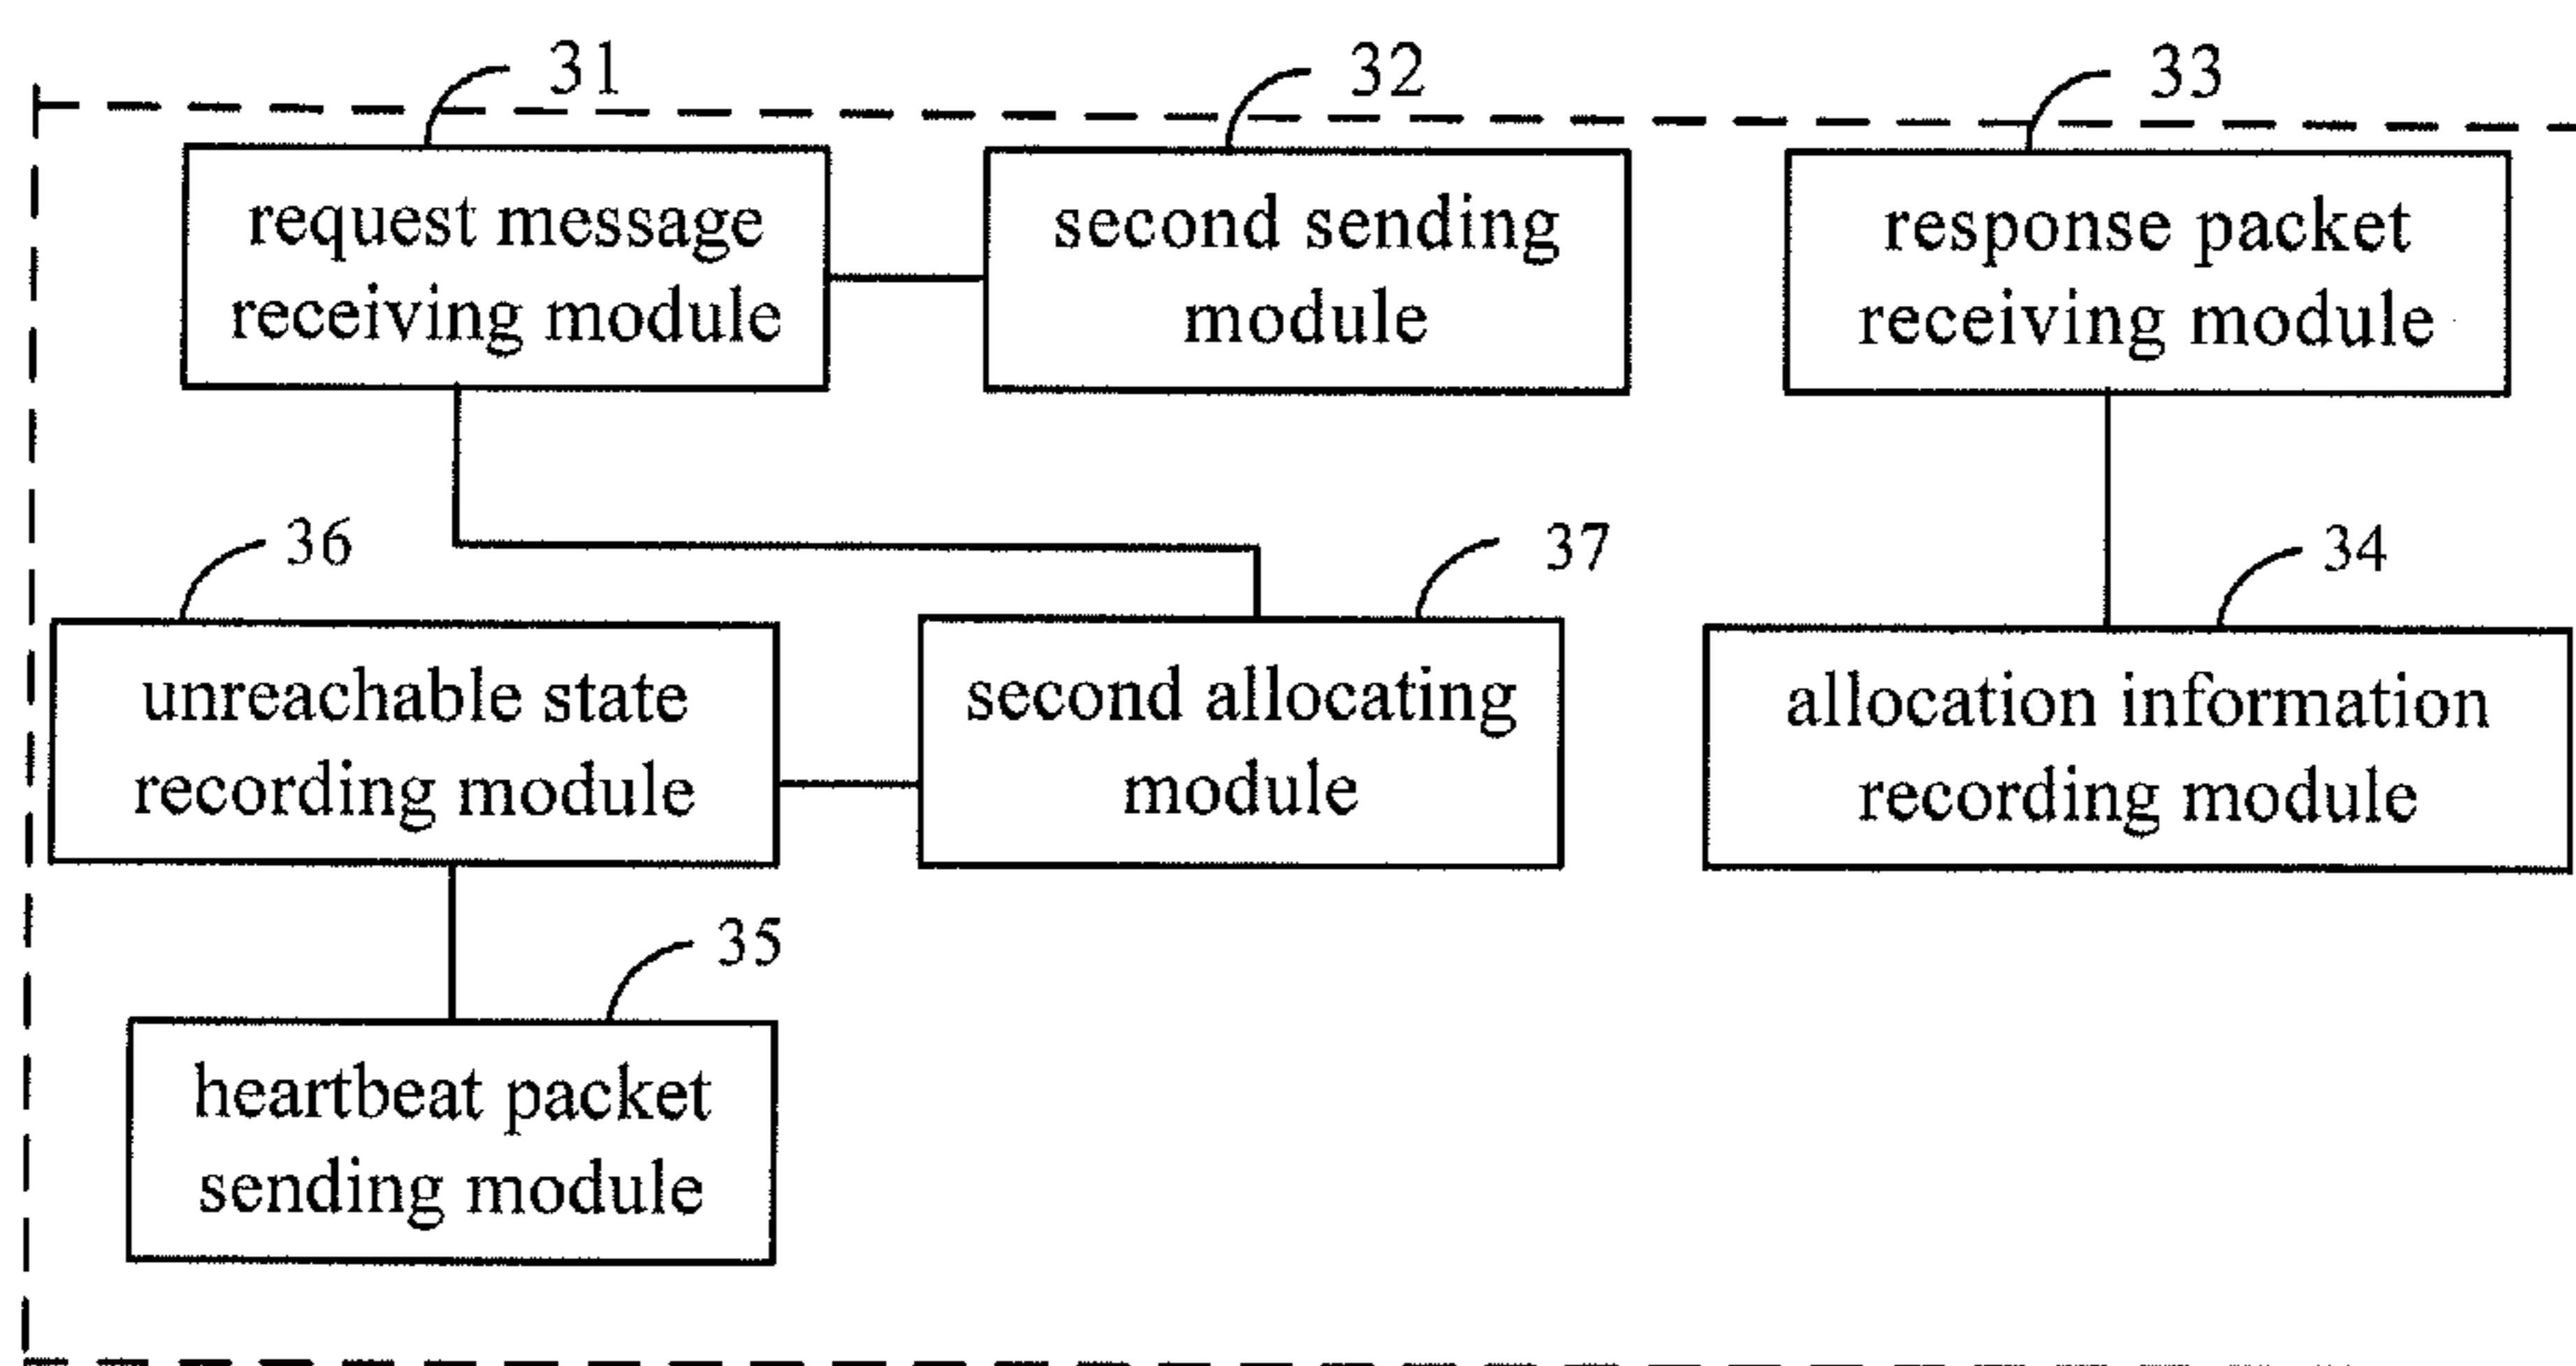 31
32
33
request message
receiving module
second sending
module
response packet
receiving module
36
37
34
unreachable state
recording module
second allocating
module
allocation information
recording module
35
heartbeat packet
sending module